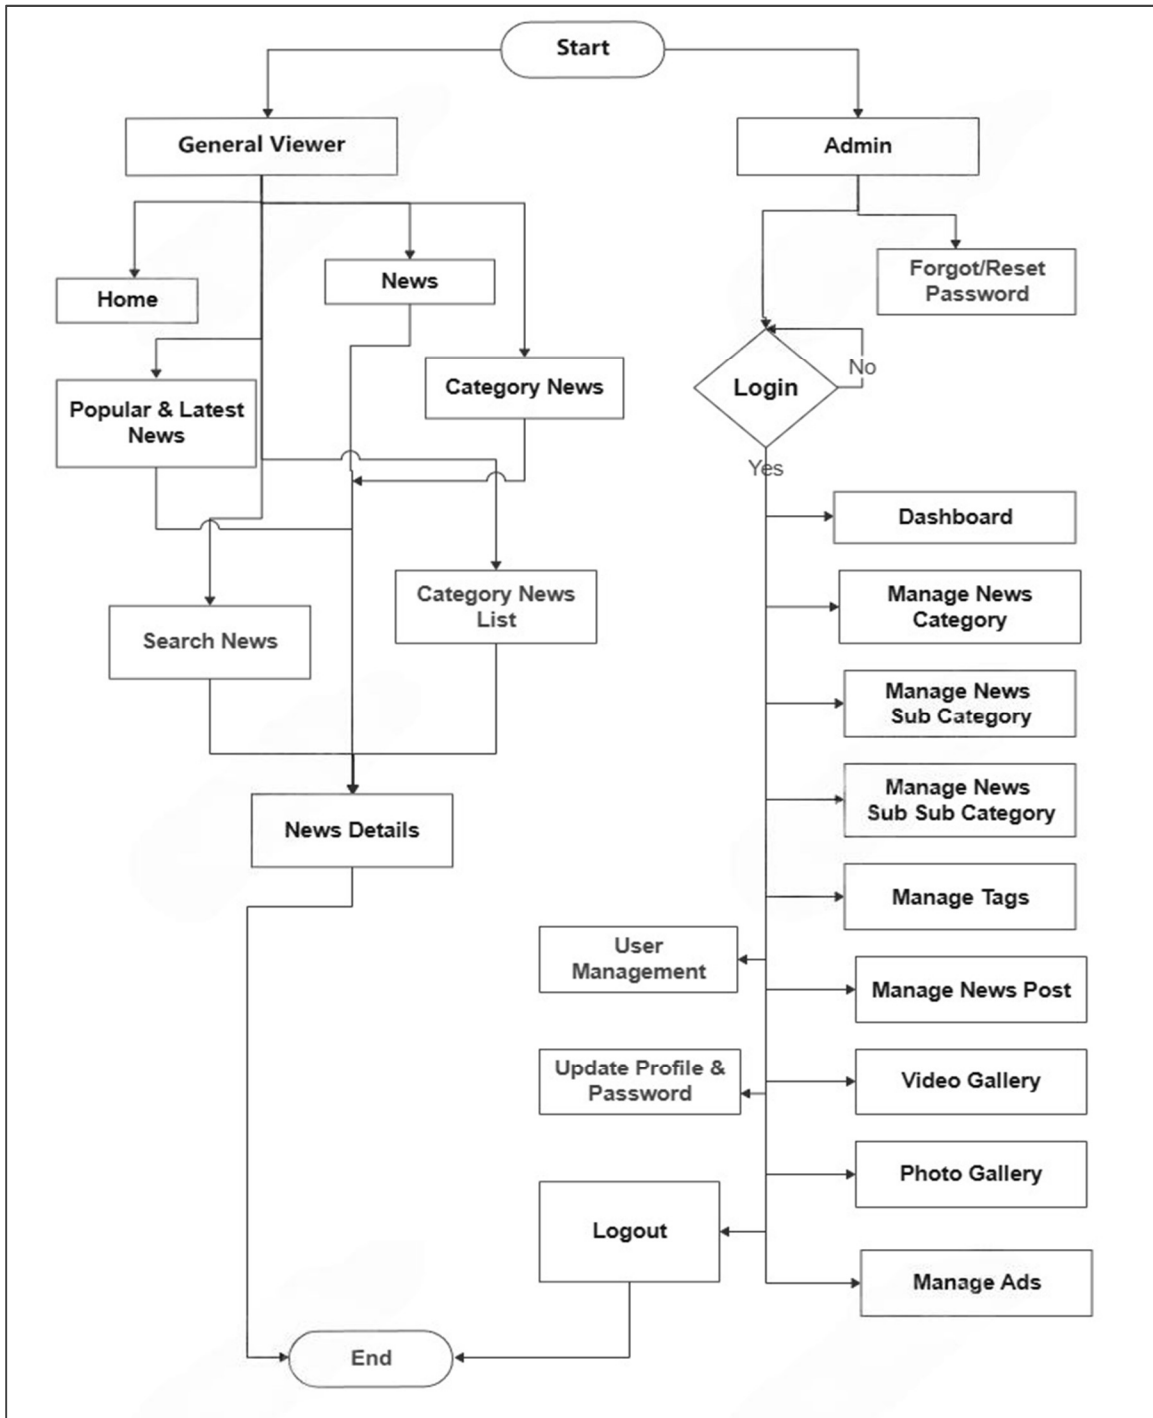 Start
General Viewer
Admin
Home
News
Forgot/Reset
Password
Popular & Latest
News
Category News
Login
No
Yes
Dashboard
Search News
Category News
List
Manage News
Category
Manage News
Sub Category
Manage News
Sub Sub Category
News Details
Manage Tags
User
Management
Manage News Post
Update Profile &
Password
Video Gallery
Photo Gallery
Logout
Manage Ads
End